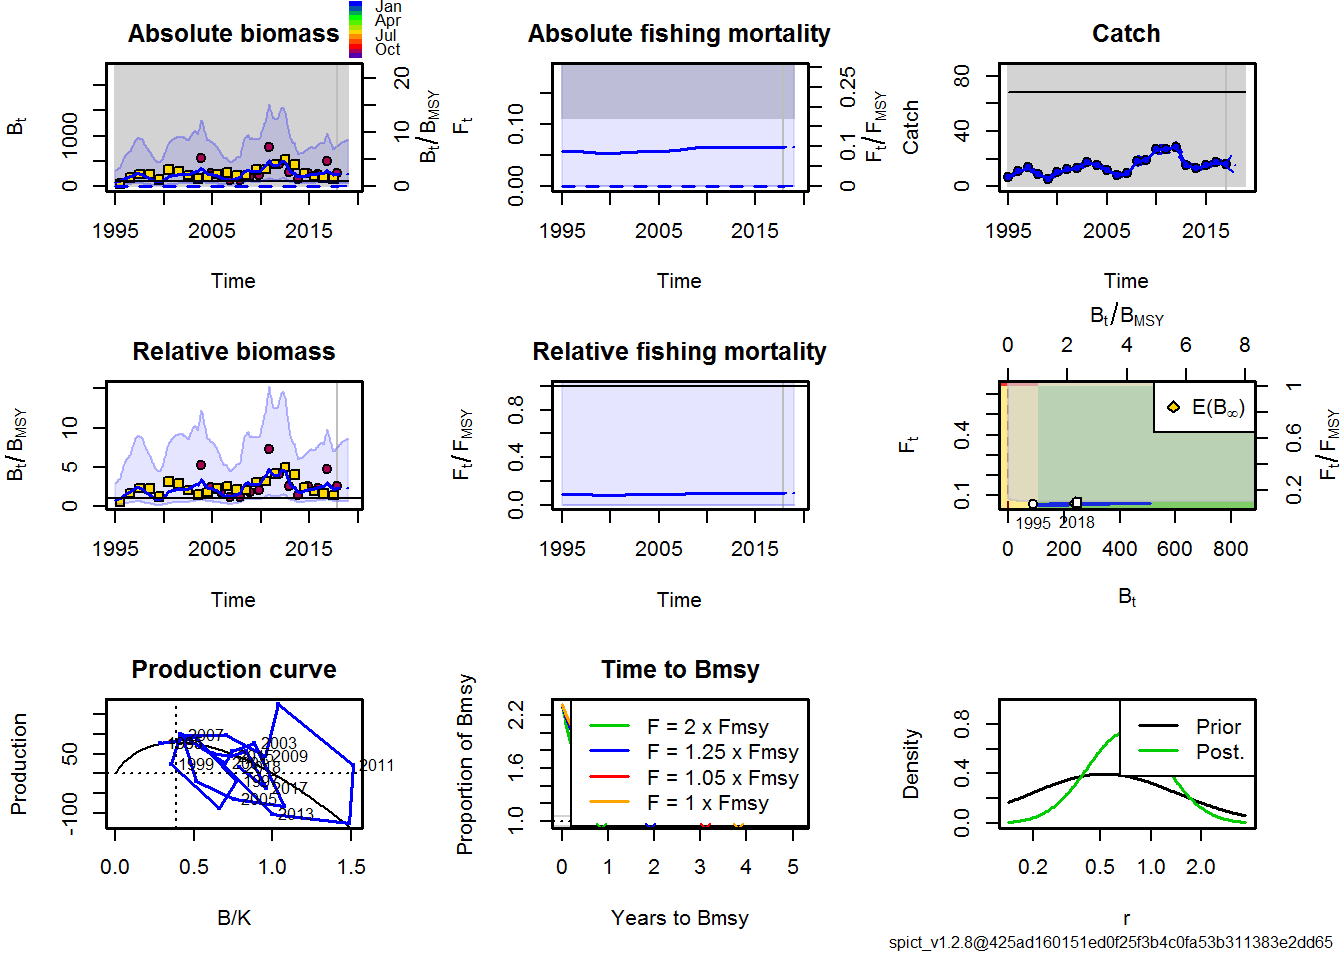 Absolute biomass
Jan
Apr
Jul
Oct
Bt
0 1000
0 5 10 20
Bt/BMSY
1995 2005 2015
Time
Absolute fishing mortality
Ft
0.00 0.10
0 0.1 0.25
Ft/FMSY
1995 2005 2015
Time
Catch
Catch
0 40 80
1995 2005 2015
Time
Relative biomass
Bt/BMSY
0 5 10
1995 2005 2015
Time
Relative fishing mortality
Ft/FMSY
0.0 0.4 0.8
1995 2005 2015
Time
Bt/BMSY
0 2 4 6 8
E(B∞)
Ft
0.1 0.4
0.2 0.6 1
Ft/FMSY
1995 2018
0 200 400 600 800
Bt
Production curve
Production
-100 50
2007
2003
2009
1999
2011
2017
2005
2013
0.0 0.5 1.0 1.5
B/K
Time to Bmsy
Proportion of Bmsy
1.0 1.6 2.2
F = 2 x Fmsy
F = 1.25 x Fmsy
F = 1.05 x Fmsy
F = 1 x Fmsy
0 1 2 3 4 5
Years to Bmsy
Density
0.0 0.4 0.8
Prior
Post.
0.2 0.5 1.0 2.0
r
spict_v1.2.8@425ad160151ed0f25f3b4c0fa53b311383e2dd65